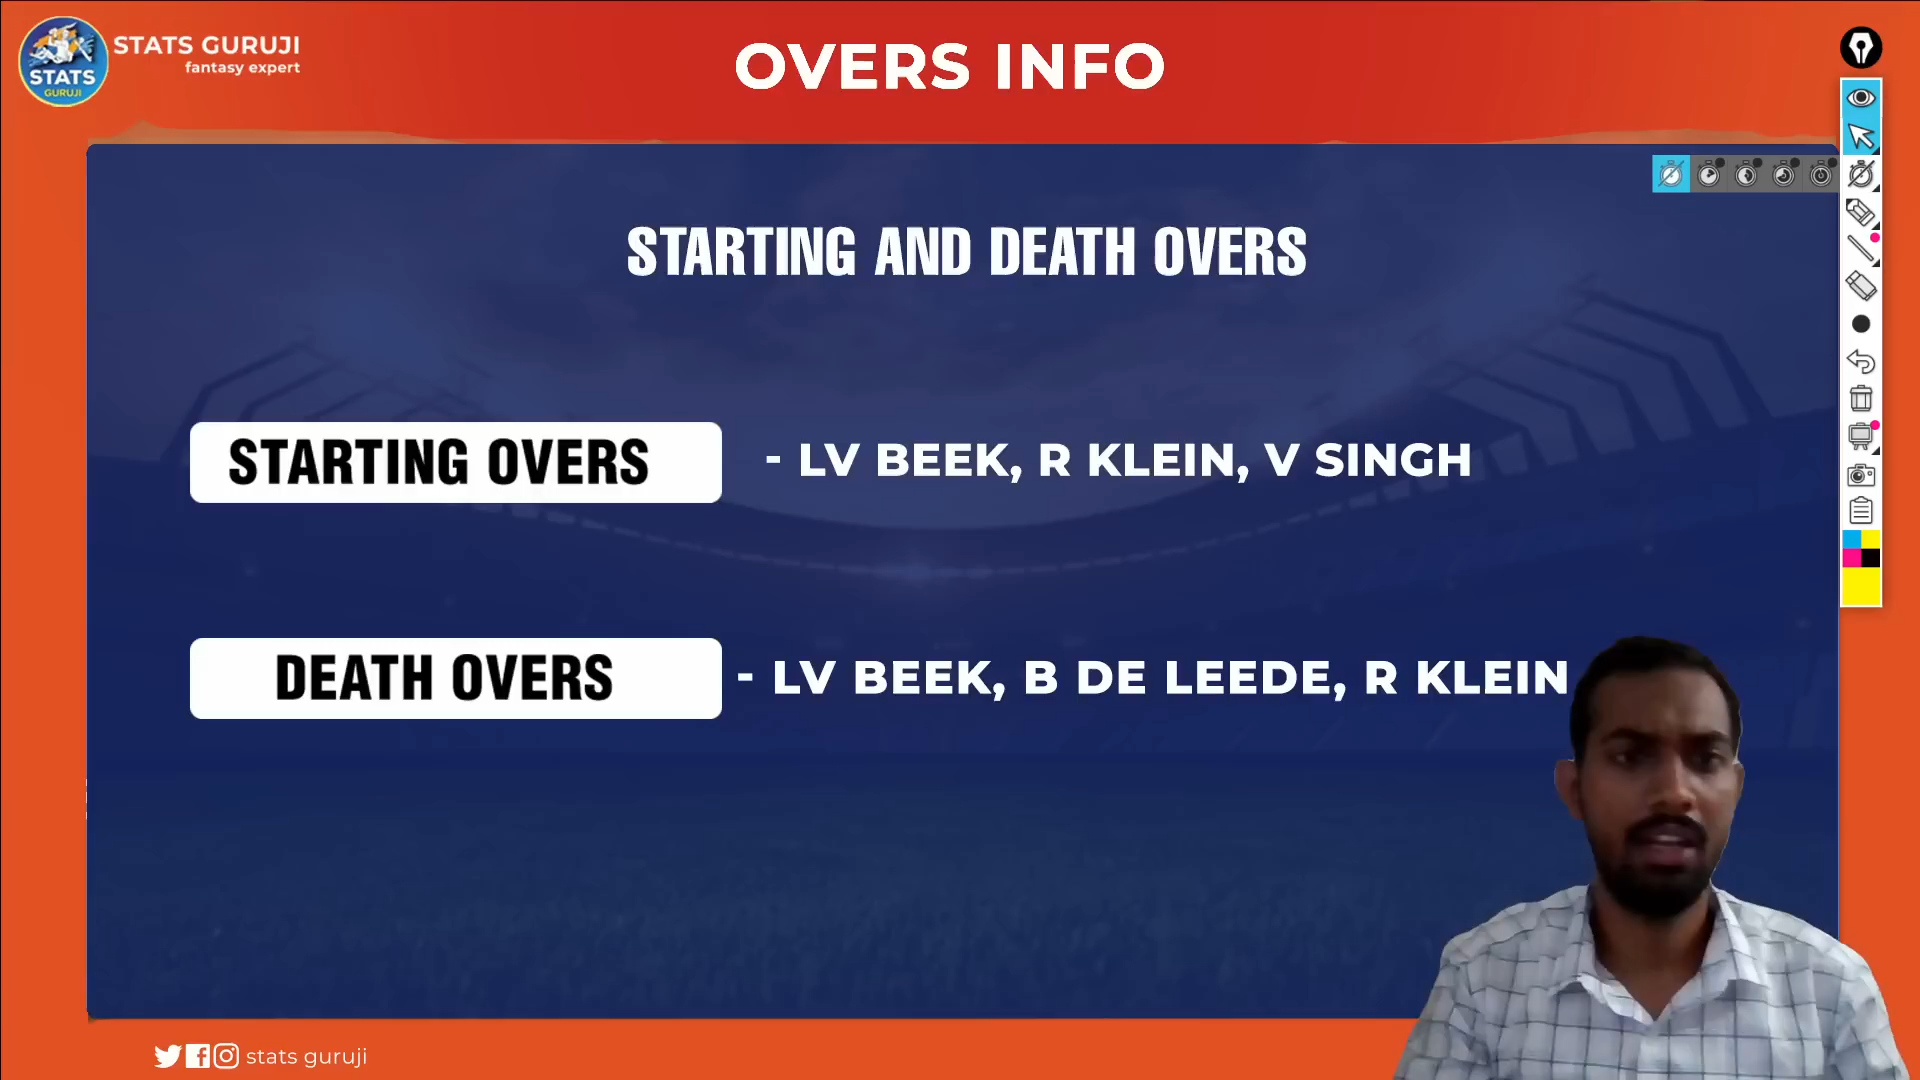 STATS GURUJI
fantasy expert
STATS
GURUJI
OVERS INFO
STARTING AND DEATH OVERS
STARTING OVERS - LV BEEK, R KLEIN, V SINGH
DEATH OVERS - LV BEEK, B DE LEEDE, R KLEIN
stats guruji